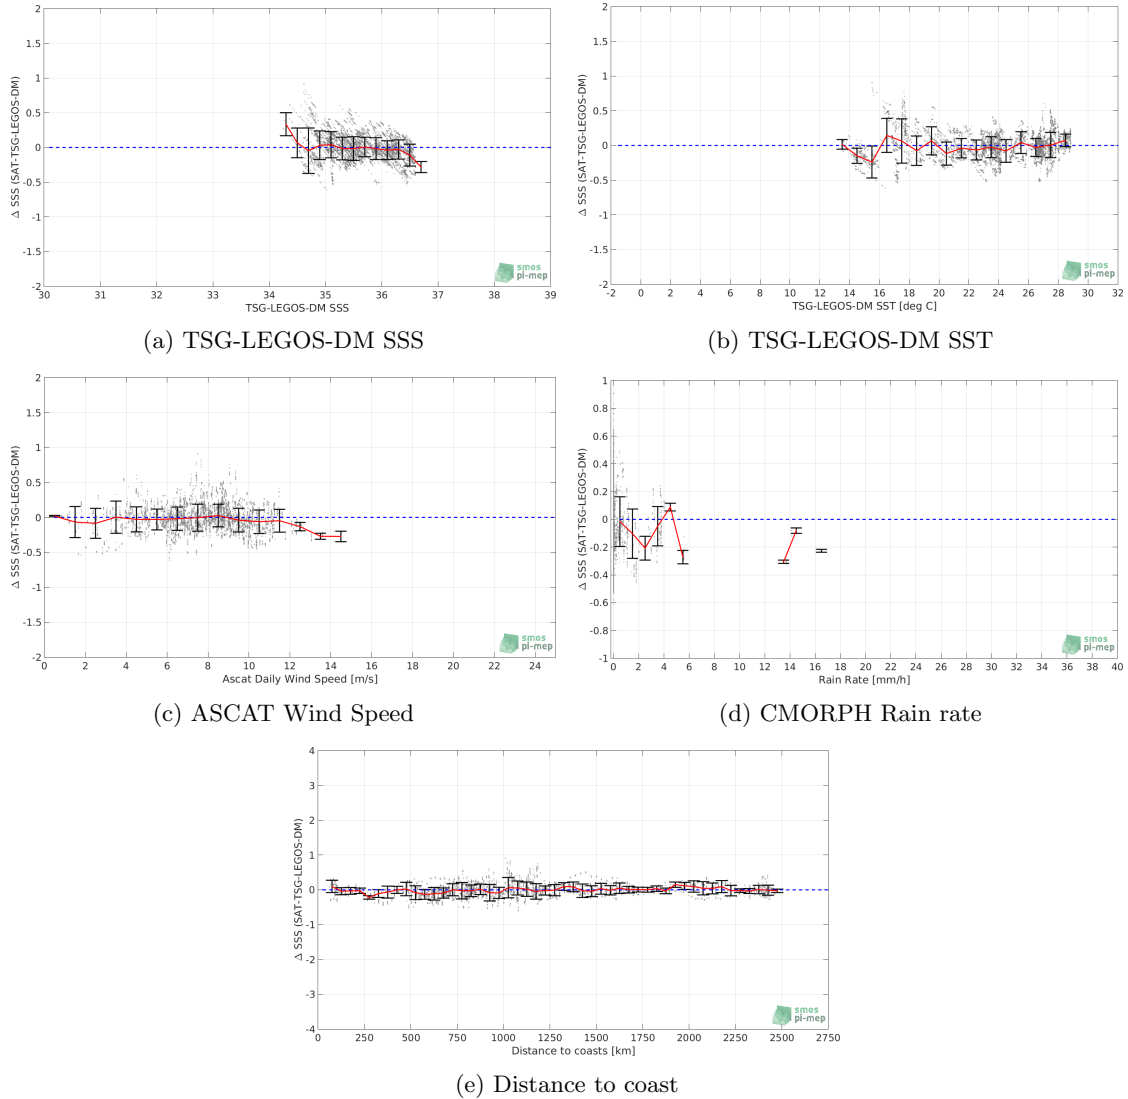 2
1.5
1
0.5
0
-0.5
-1
-1.5
-2
Δ SSS (SAT-TSG-LEGOS-DM)
30 31 32 33 34 35 36 37 38 39
TSG-LEGOS-DM SSS
smos
pi-mep
(a) TSG-LEGOS-DM SSS
2
1.5
1
0.5
0
-0.5
-1
-1.5
-2
Δ SSS (SAT-TSG-LEGOS-DM)
-2 0 2 4 6 8 10 12 14 16 18 20 22 24 26 28 30 32
TSG-LEGOS-DM SST [deg C]
smos
pi-mep
(b) TSG-LEGOS-DM SST
2
1.5
1
0.5
0
-0.5
-1
-1.5
-2
Δ SSS (SAT-TSG-LEGOS-DM)
0 2 4 6 8 10 12 14 16 18 20 22 24
Ascat Daily Wind Speed [m/s]
smos
pi-mep
(c) ASCAT Wind Speed
1
0.8
0.6
0.4
0.2
0
-0.2
-0.4
-0.6
-0.8
-1
Δ SSS (SAT-TSG-LEGOS-DM)
0 2 4 6 8 10 12 14 16 18 20 22 24 26 28 30 32 34 36 38 40
Rain Rate [mm/h]
smos
pi-mep
(d) CMORPH Rain rate
4
3
2
1
0
-1
-2
-3
-4
Δ SSS (SAT-TSG-LEGOS-DM)
0 250 500 750 1000 1250 1500 1750 2000 2250 2500 2750
Distance to coasts [km]
smos
pi-mep
(e) Distance to coast